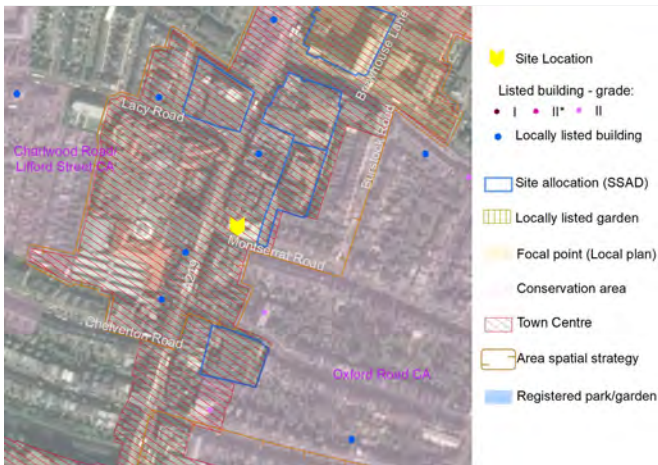 Lacy Road
Brewhouse Lane
Burstock Road
Charlwood Road/
Lifford Street CA
Montserrat Road
A219
Chelverton Road
Oxford Road CA
Site Location
Listed building - grade:
I II* II
Locally listed building
Site allocation (SSAD)
Locally listed garden
Focal point (Local plan)
Conservation area
Town Centre
Area spatial strategy
Registered park/garden